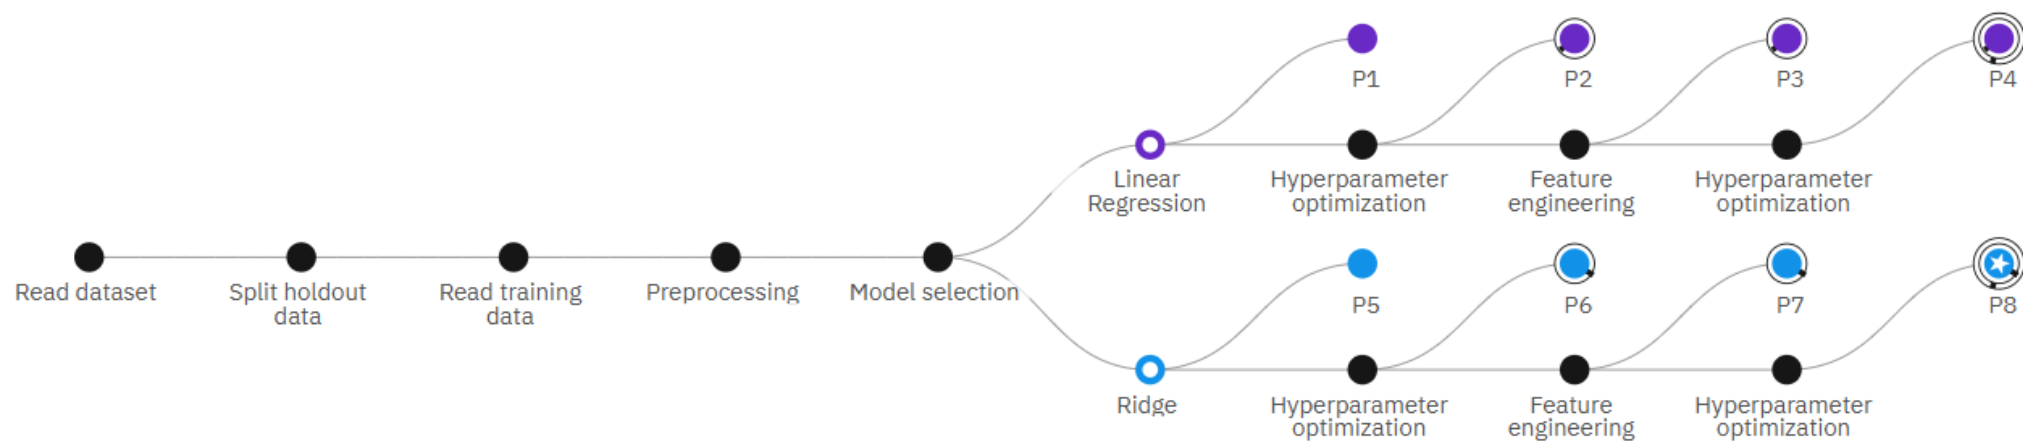 P1
P2
P3
P4
Linear
Regression
Hyperparameter
optimization
Feature
engineering
Hyperparameter
optimization
Read dataset
Split holdout
data
Read training
data
Preprocessing
Model selection
P5
P6
P7
P8
Ridge
Hyperparameter
optimization
Feature
engineering
Hyperparameter
optimization